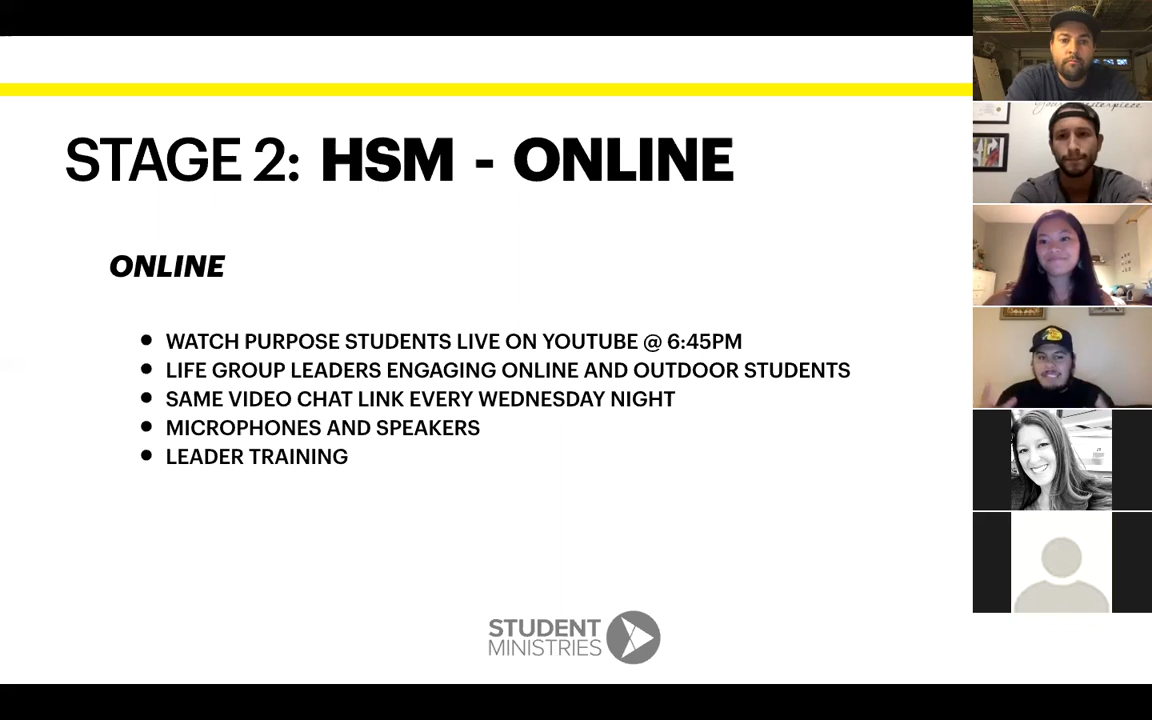 STAGE 2: HSM - ONLINE
ONLINE
WATCH PURPOSE STUDENTS LIVE ON YOUTUBE @ 6:45PM
LIFE GROUP LEADERS ENGAGING ONLINE AND OUTDOOR STUDENTS
SAME VIDEO CHAT LINK EVERY WEDNESDAY NIGHT
MICROPHONES AND SPEAKERS
LEADER TRAINING
STUDENT
MINISTRIES